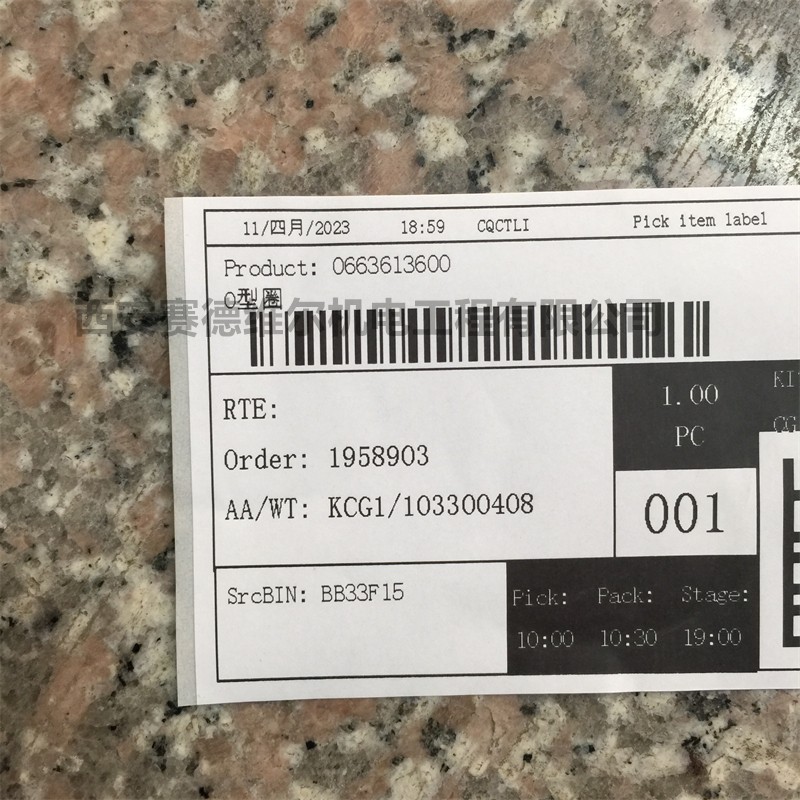 11/四月/2023 18:59 CQCTLI Pick item label
Product: 0663613600
O型圈
西安赛德维尔机电工程有限公司
RTE:
1.00
PC
Order: 1958903
AA/WT: KCG1/103300408
001
SrcBIN: BB33F15
Pick: Pack: Stage:
10:00 10:30 19:00